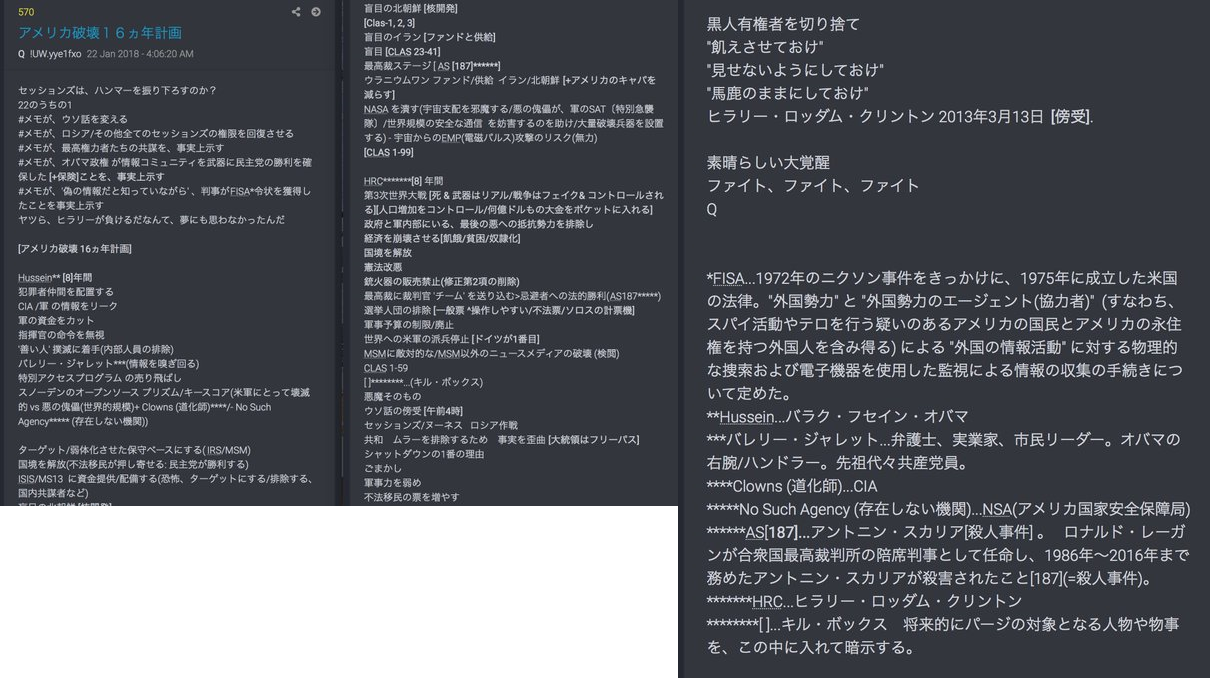 570
アメリカ破壊１６ヵ年計画
Q !UW.yye1fxo 22 Jan 2018 - 4:06:20 AM
セッションズは、ハンマーを振り下ろすのか？
22のうちの1
#メモが、ウソ話を変える
#メモが、ロシア/その他全てのセッションズの権限を回復させる
#メモが、最高権力者たちの共謀を、事実上示す
#メモが、オバマ政権 が情報コミュニティを武器に民主党の勝利を確
保した [+保険]ことを、事実上示す
#メモが、'偽の情報だと知っていながら' 、判事がFISA*令状を獲得し
たことを事実上示す
ヤツら、ヒラリーが負けるだなんて、夢にも思わなかったんだ
[アメリカ破壊 16ヵ年計画]
Hussein** [8]年間
犯罪者仲間を配置する
CIA /軍 の情報をリーク
軍の資金をカット
指揮官の命令を無視
'善い人' 撲滅に着手(内部人員の排除)
バレリー・ジャレット***(情報を嗅ぎ回る)
特別アクセスプログラム の売り飛ばし
スノーデンのオープンソース プリズム/キースコア(米軍にとって壊滅
的 vs 悪の傀儡(世界的規模)+ Clowns (道化師)****/- No Such
Agency***** (存在しない機関))
ターゲット/弱体化させた保守ベースにする( IRS/MSM)
国境を解放(不法移民が押し寄せる: 民主党が勝利する)
ISIS/MS13 に資金提供/配備する(恐怖、ターゲットにする/排除する、
国内共謀者など)
盲目の北朝鮮 [核開発]
盲目の北朝鮮 [核開発]
[Clas-1, 2, 3]
盲目のイラン [ファンドと供給]
盲目 [CLAS 23-41]
最高裁ステージ [ AS [187]******]
ウラニウムワン ファンド/供給 イラン/北朝鮮 [+アメリカのキャパを
減らす]
NASA を潰す(宇宙支配を邪魔する/悪の傀儡が、軍のSAT〔特別急襲
隊〕/世界規模の安全な通信 を妨害するのを助け/大量破壊兵器を設置
する) - 宇宙からのEMP(電磁パルス)攻撃のリスク(無力)
[CLAS 1-99]
HRC*******[8] 年間
第3次世界大戦 [死 & 武器はリアル/戦争はフェイク& コントロールされ
る][人口増加をコントロール/何億ドルもの大金をポケットに入れる]
政府と軍内部にいる、最後の悪への抵抗勢力を排除し
経済を崩壊させる[飢餓/貧困/奴隷化]
国境を解放
憲法改悪
銃火器の販売禁止(修正第2項の削除)
最高裁に裁判官 'チーム' を送り込む>忌避者への法的勝利(AS187*****)
選挙人団の排除 [一般票 *操作しやすい/不法票/ソロスの計票機]
軍事予算の制限/廃止
世界への米軍の派兵停止 [ドイツが1番目]
MSMに敵対的な/MSM以外のニュースメディアの破壊 (検閲)
CLAS 1-59
[ ]********...(キル・ボックス)
悪魔そのもの
ウソ話の傍受 [午前4時]
セッションズ/ヌーネス ロシア作戦
共和 ムラーを排除するため 事実を歪曲 [大統領はフリーパス]
シャットダウンの1番の理由
ごまかし
軍事力を弱め
不法移民の票を増やす
黒人有権者を切り捨て
"飢えさせておけ"
"見せないようにしておけ"
"馬鹿のままにしておけ"
ヒラリー・ロッダム・クリントン 2013年3月13日 [傍受].
素晴らしい大覚醒
ファイト、ファイト、ファイト
Q
*FISA...1972年のニクソン事件をきっかけに、1975年に成立した米国
の法律。"外国勢力" と "外国勢力のエージェント(協力者)"  (すなわち、
スパイ活動やテロを行う疑いのあるアメリカの国民とアメリカの永住
権を持つ外国人を含み得る) による "外国の情報活動" に対する物理的
な捜索および電子機器を使用した監視による情報の収集の手続きにつ
いて定めた。
**Hussein...バラク・フセイン・オバマ
***バレリー・ジャレット...弁護士、実業家、市民リーダー。オバマの
右腕/ハンドラー。先祖代々共産党員。
****Clowns (道化師)...CIA
*****No Such Agency (存在しない機関)...NSA(アメリカ国家安全保障局)
******AS[187]...アントニン・スカリア[殺人事件] 。 ロナルド・レーガ
ンが合衆国最高裁判所の陪席判事として任命し、1986年〜2016年まで
務めたアントニン・スカリアが殺害されたこと[187](=殺人事件)。
*******HRC...ヒラリー・ロッダム・クリントン
********[ ]...キル・ボックス 将来的にパージの対象となる人物や物事
を、この中に入れて暗示する。